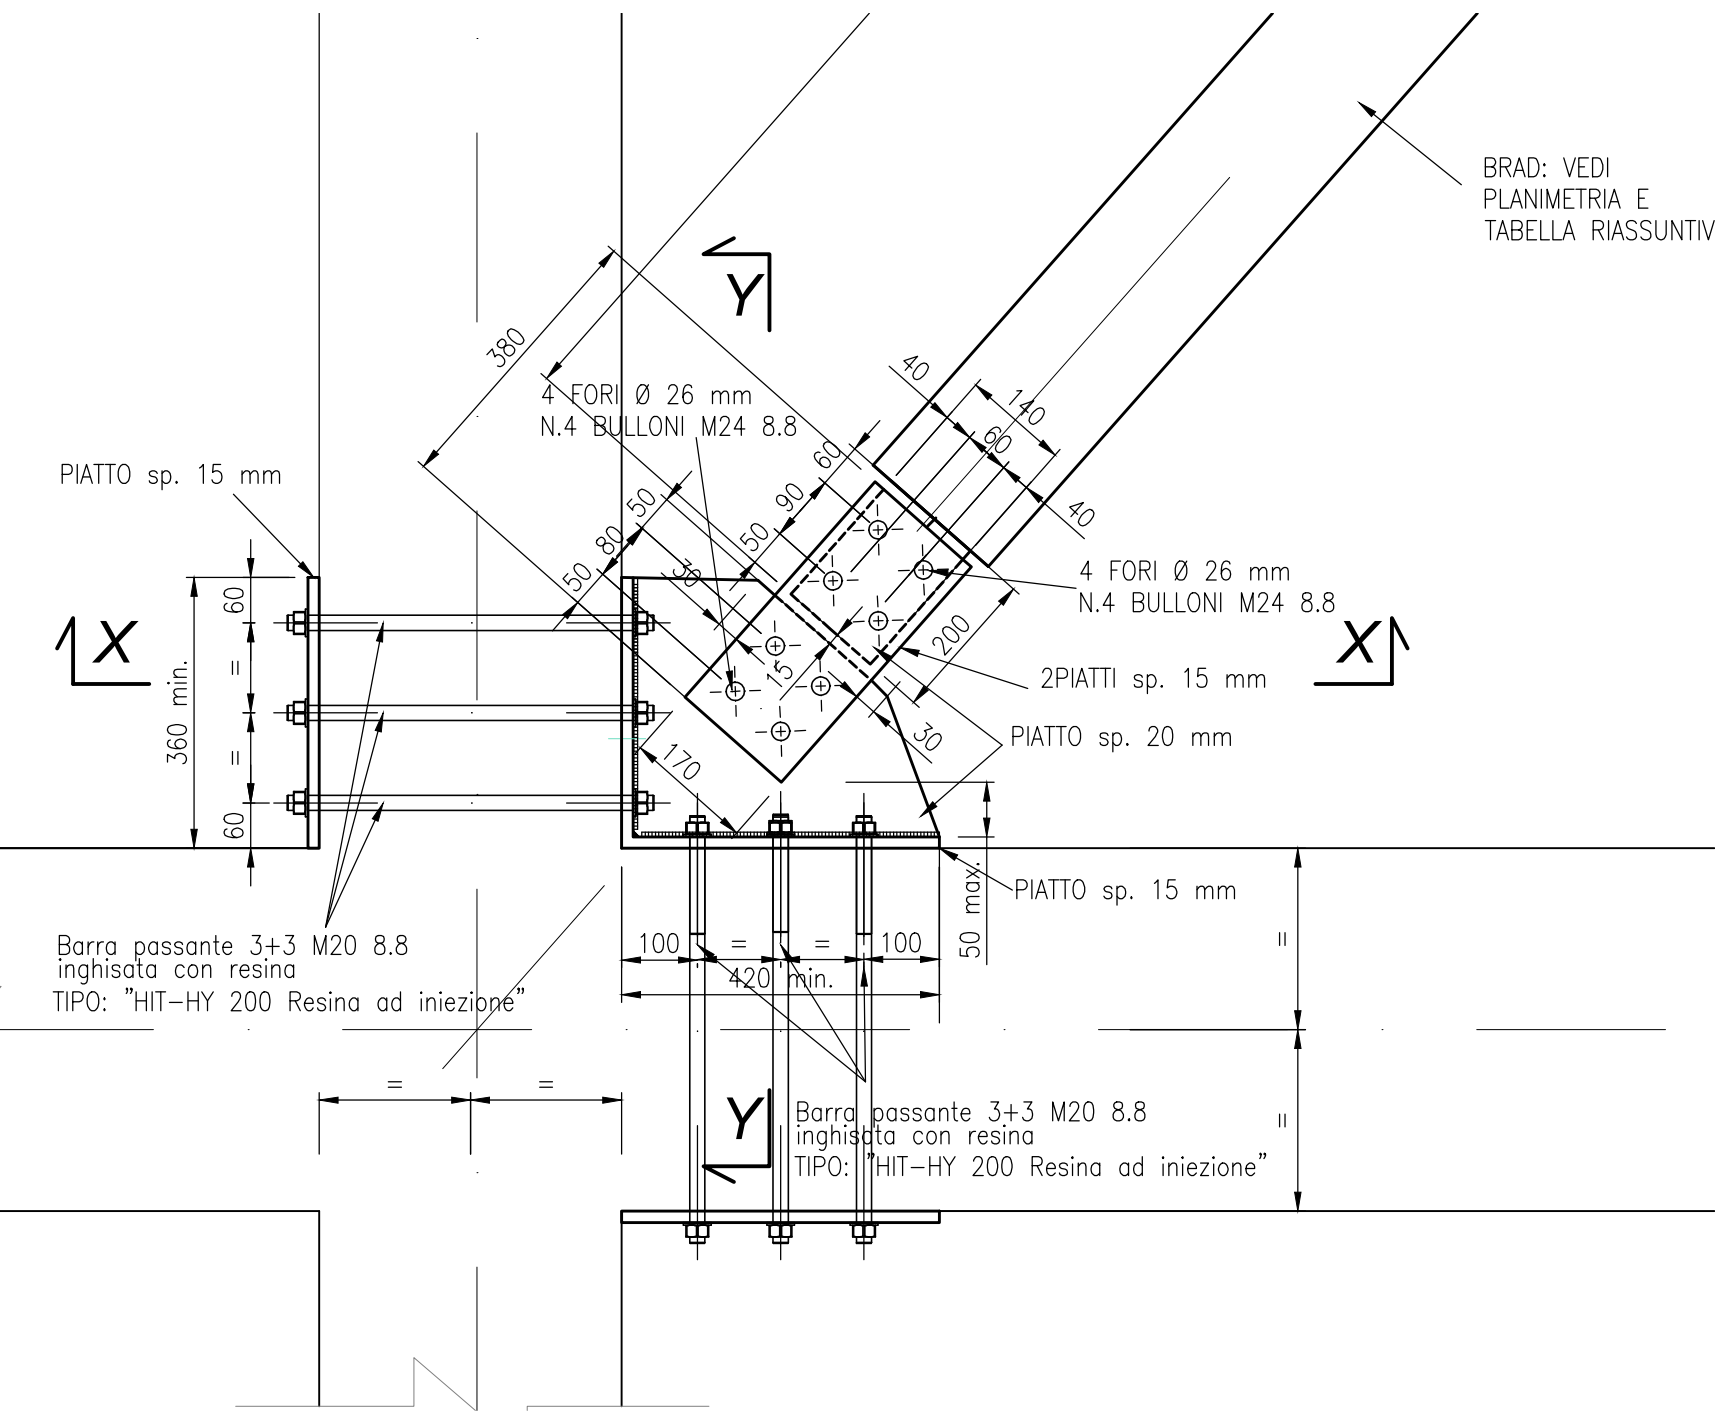 BRAD: VEDI
PLANIMETRIA E
TABELLA RIASSUNTIV
Y
380
40
140
60
40
4 FORI Ø 26 mm
N.4 BULLONI M24 8.8
60
90
50
PIATTO sp. 15 mm
50
80
50
30
4 FORI Ø 26 mm
N.4 BULLONI M24 8.8
60
=
=
60
360 min.
X
X
200
15
2PIATTI sp. 15 mm
PIATTO sp. 20 mm
30
170
PIATTO sp. 15 mm
50 max.
100
=
=
100
420 min.
=
=
Barra passante 3+3 M20 8.8
inghisata con resina
TIPO: "HIT-HY 200 Resina ad iniezione"
=
=
Y
Barra passante 3+3 M20 8.8
inghisata con resina
TIPO: "HIT-HY 200 Resina ad iniezione"